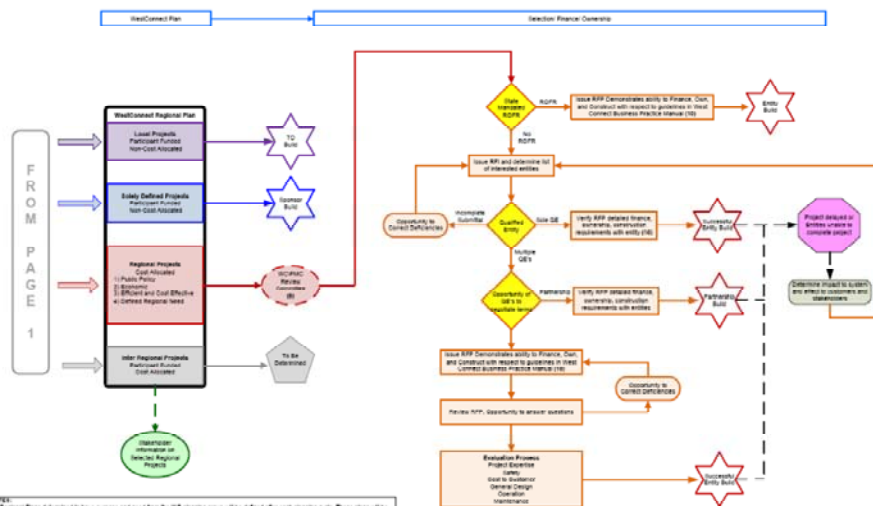 WestConnect Plan
Selection/ Finance/ Ownership
FROM PAGE 1
WestConnect Regional Plan
Local Projects
Participant Funded
Non-Cost Allocated
TO
Build
Solely Defined Projects
Participant Funded
Non-Cost Allocated
Sponsor
Build
Regional Projects
Cost Allocated
1) Public Policy
2) Economic
3) Efficient and Cost Effective
4) Defined Regional Need
Review
Committee
Inter Regional Projects
Participant Funded
Cost Allocated
To Be
Determined
Stakeholder
Information on
Selected Regional
Projects
State
Mandates
ROFR
ROFR
Issue RFP Demonstrates ability to Finance, Own,
and Construct with respect to guidelines in West
Connect Business Practice Manual (10)
Entity
Build
No
ROFR
Issue RFI and determine list
of interested entities
Opportunity to
Correct Deficiencies
Incomplete
Submittal
Qualified
Entity
Sole QE
Verify RFP detailed finance,
ownership, construction
requirements with entity (10)
Successful
Entity Build
Project delayed or
Entities unable to
complete project
Determine impact to system
and effect to customers and
stakeholders
Multiple
QE's
Opportunity of
QE's to
negotiate terms
Partnership
Verify RFP detailed finance,
ownership, construction
requirements with entities
Partnership
Build
Issue RFP Demonstrates ability to Finance, Own,
and Construct with respect to guidelines in West
Connect Business Practice Manual (10)
Opportunity to
Correct Deficiencies
Review RFP, Opportunity to answer questions
Evaluation Process
Project Expertise
Safety
Cost to Customer
General Design
Operation
Maintenance
Successful
Entity Build